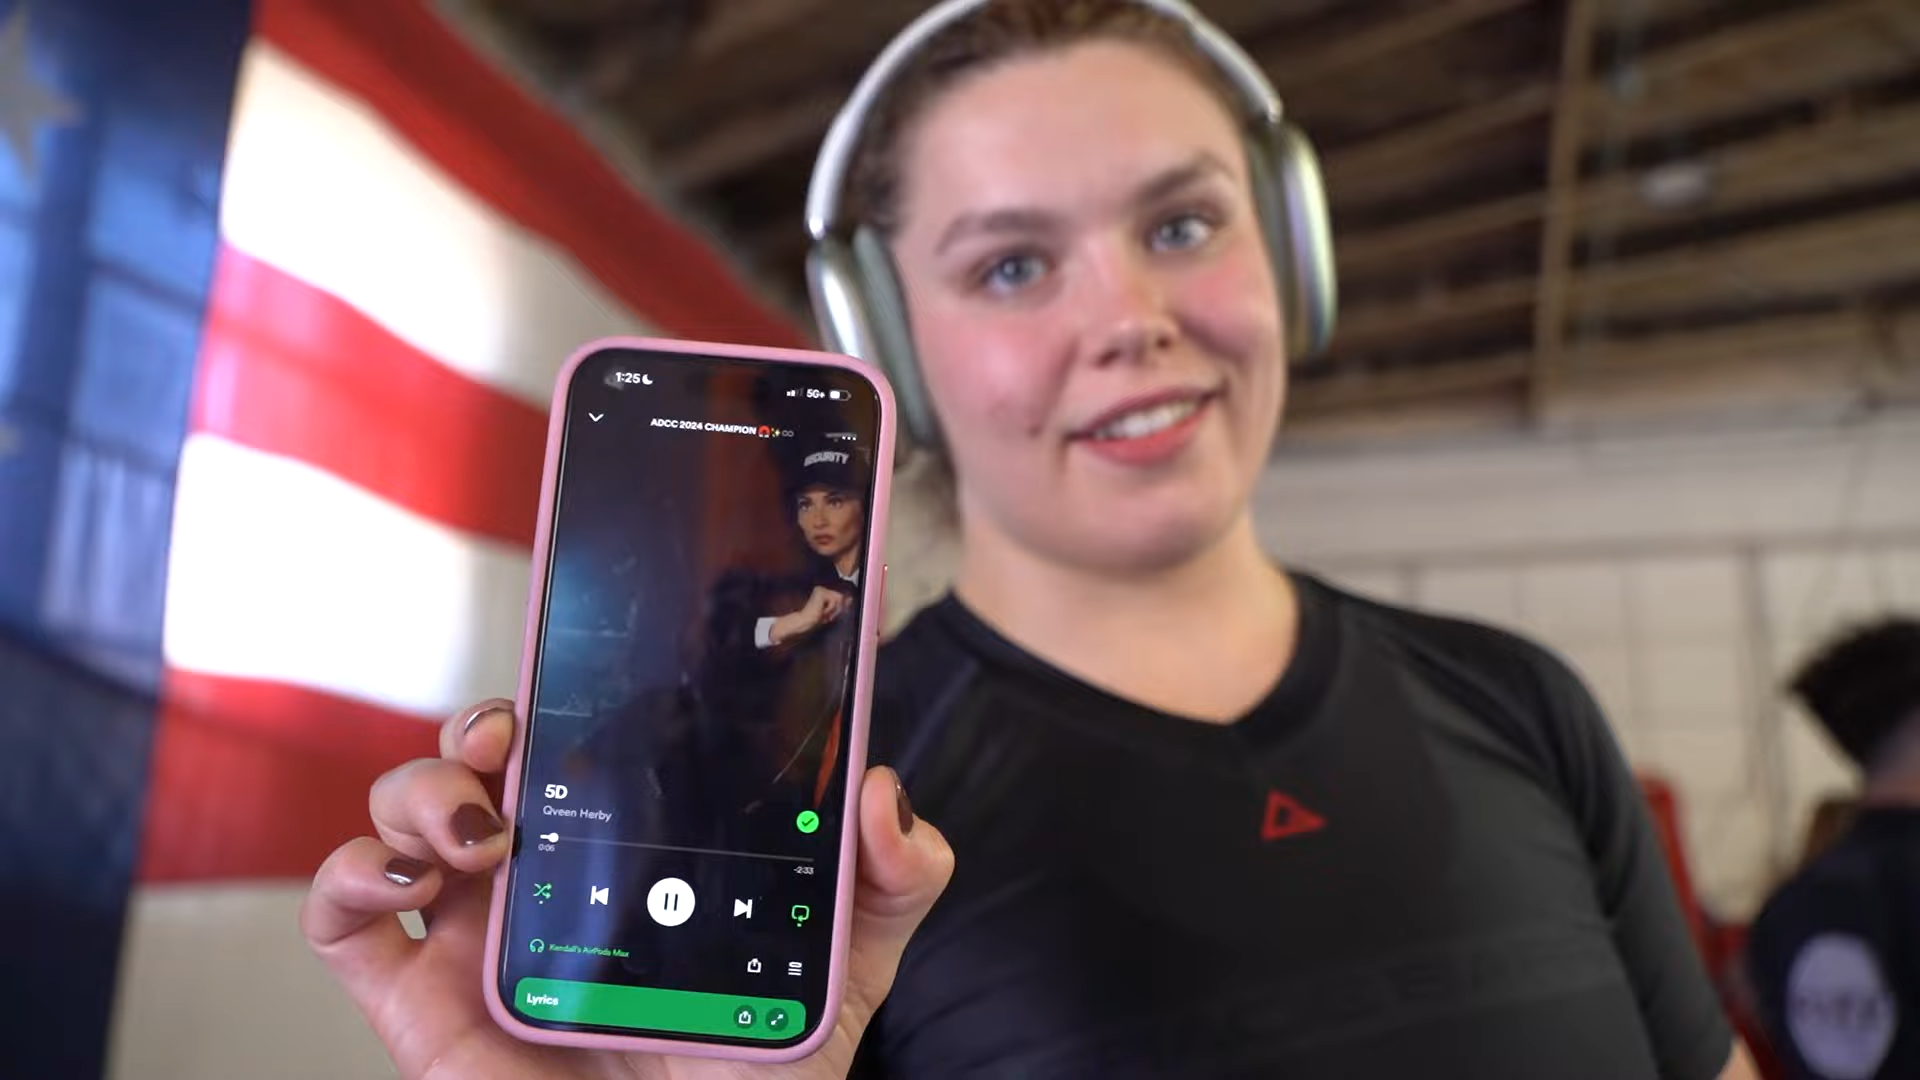 1:25
5G+
ADCC 2024 CHAMPION
SECURITY
5D
Qveen Herby
0:06
-2:33
Kendall's AirPods Max
Lyrics